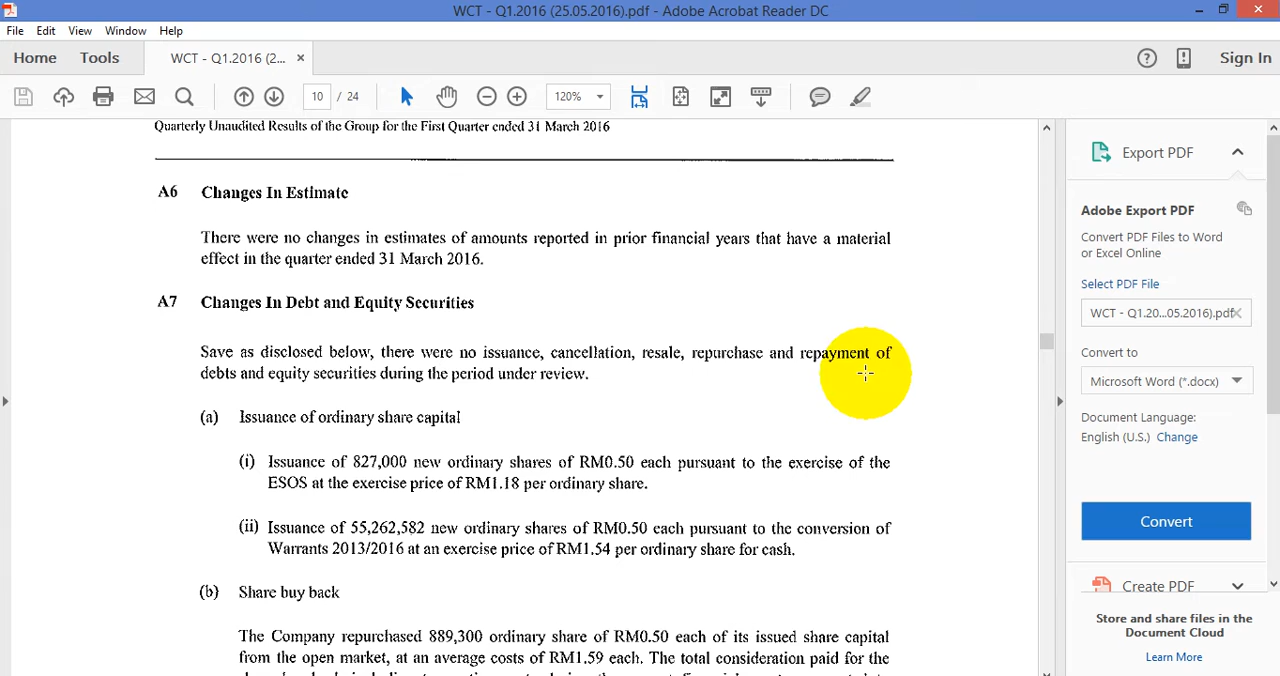 WCT - Q1.2016 (25.05.2016).pdf - Adobe Acrobat Reader DC
File Edit View Window Help
Home Tools WCT - Q1.2016 (2... × Sign In
10 / 24 120%
Quarterly Unaudited Results of the Group for the First Quarter ended 31 March 2016
A6 Changes In Estimate
There were no changes in estimates of amounts reported in prior financial years that have a material
effect in the quarter ended 31 March 2016.
A7 Changes In Debt and Equity Securities
Save as disclosed below, there were no issuance, cancellation, resale, repurchase and repayment of
debts and equity securities during the period under review.
(a) Issuance of ordinary share capital
(i) Issuance of 827,000 new ordinary shares of RM0.50 each pursuant to the exercise of the
ESOS at the exercise price of RM1.18 per ordinary share.
(ii) Issuance of 55,262,582 new ordinary shares of RM0.50 each pursuant to the conversion of
Warrants 2013/2016 at an exercise price of RM1.54 per ordinary share for cash.
(b) Share buy back
The Company repurchased 889,300 ordinary share of RM0.50 each of its issued share capital
from the open market, at an average costs of RM1.59 each. The total consideration paid for the
Export PDF
Adobe Export PDF
Convert PDF Files to Word
or Excel Online
Select PDF File
WCT - Q1.20...05.2016).pdf
Convert to
Microsoft Word (*.docx)
Document Language:
English (U.S.) Change
Convert
Create PDF
Store and share files in the
Document Cloud
Learn More